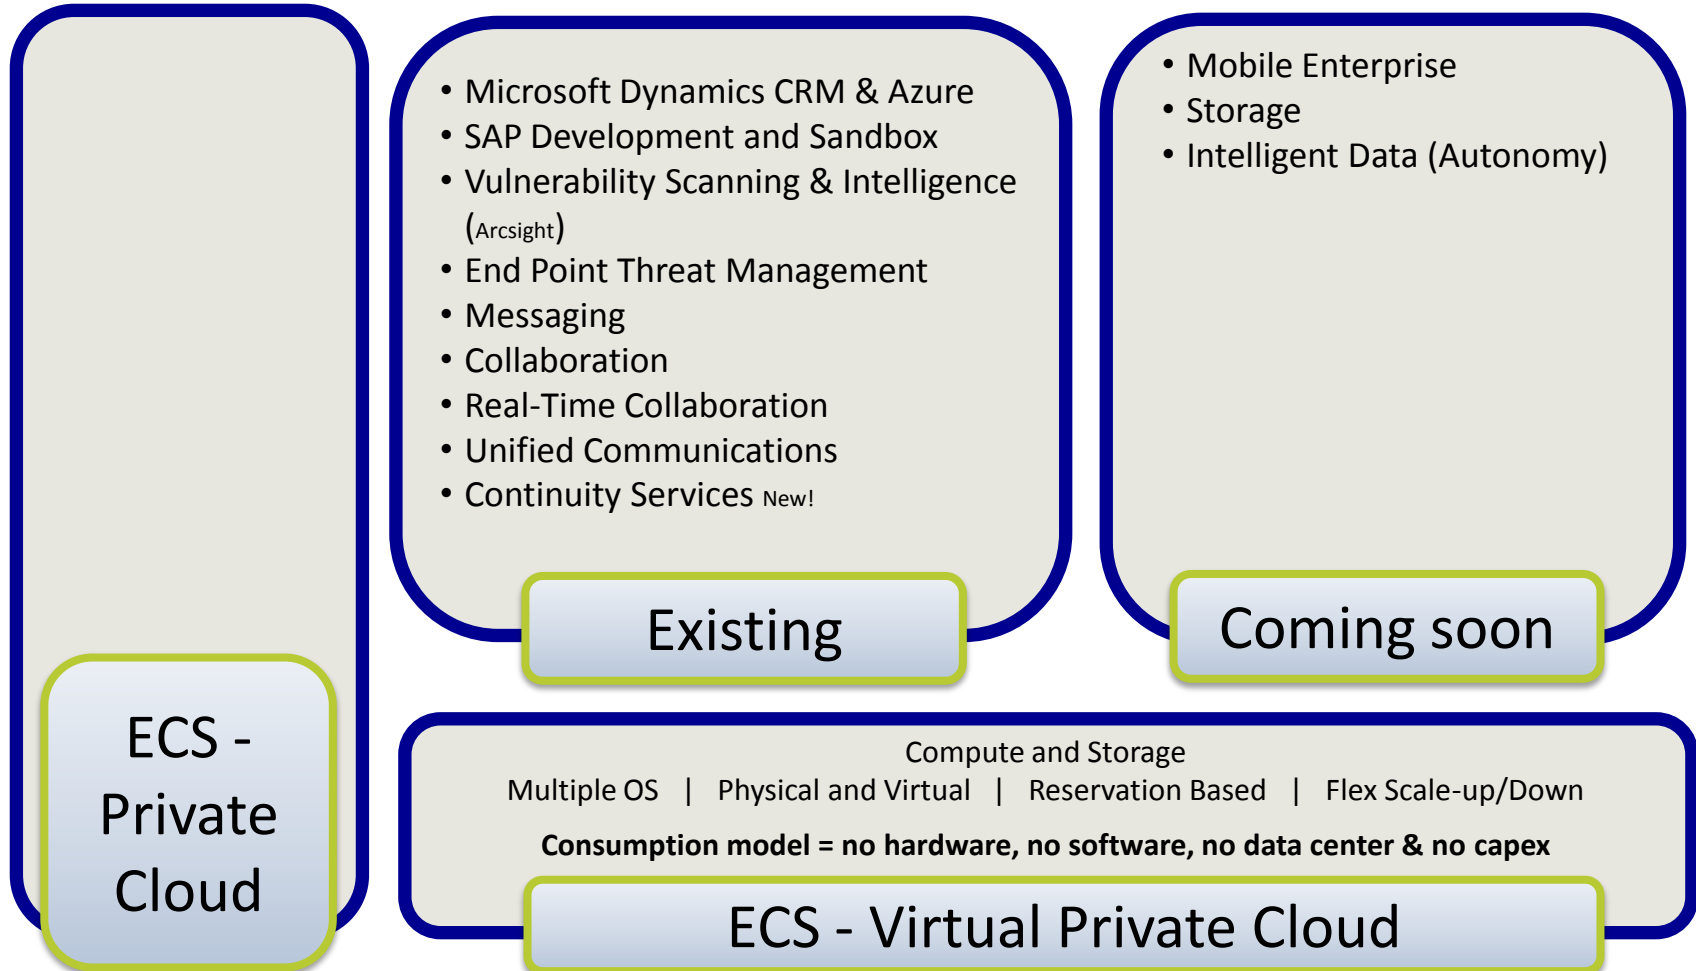 • Microsoft Dynamics CRM & Azure
• SAP Development and Sandbox
• Vulnerability Scanning & Intelligence
(Arcsight)
• End Point Threat Management
• Messaging
• Collaboration
• Real-Time Collaboration
• Unified Communications
• Continuity Services New!
Existing
• Mobile Enterprise
• Storage
• Intelligent Data (Autonomy)
Coming soon
ECS -
Private
Cloud
Compute and Storage
Multiple OS | Physical and Virtual | Reservation Based | Flex Scale-up/Down
Consumption model = no hardware, no software, no data center & no capex
ECS - Virtual Private Cloud